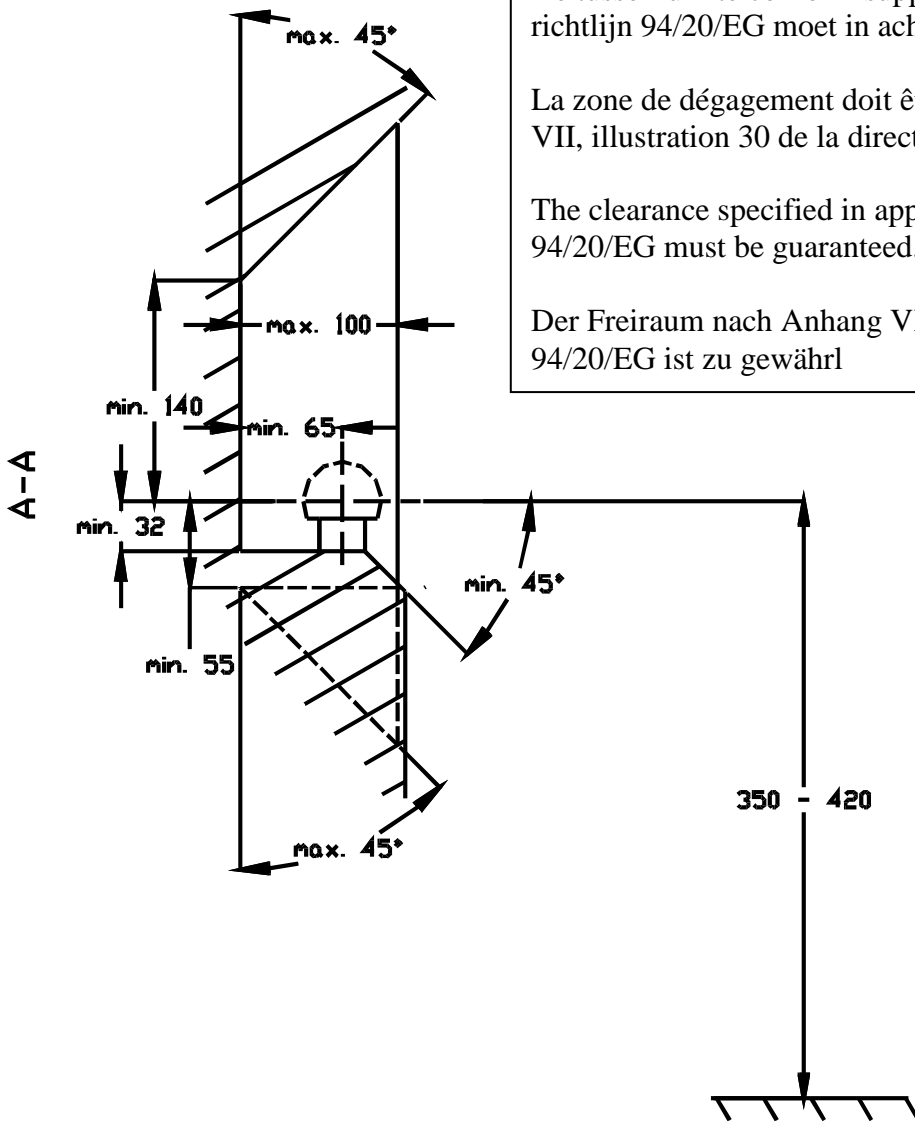 richtlijn 94/20/EG moet in ach
La zone de dégagement doit ê
VII, illustration 30 de la direct
The clearance specified in app
94/20/EG must be guaranteed.
Der Freiraum nach Anhang VI
94/20/EG ist zu gewährl
max. 45°
max. 100
min. 140
min. 65
A-A
min. 32
min. 45°
min. 55
350 - 420
max. 45°